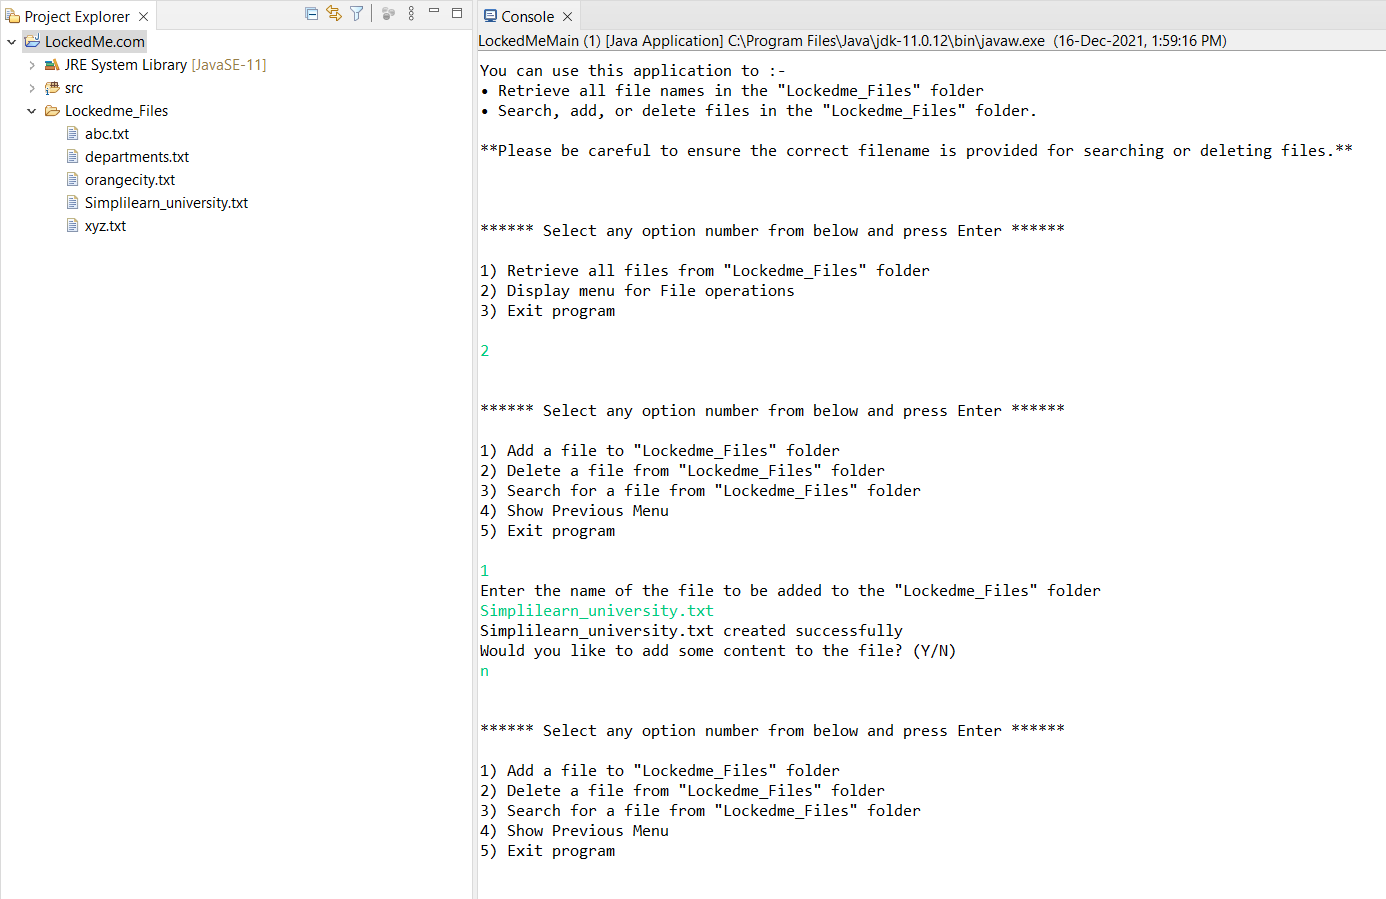 Project Explorer
LockedMe.com
JRE System Library [JavaSE-11]
src
Lockedme_Files
abc.txt
departments.txt
orangecity.txt
Simplilearn_university.txt
xyz.txt
Console
LockedMeMain (1) [Java Application] C:\Program Files\Java\jdk-11.0.12\bin\javaw.exe (16-Dec-2021, 1:59:16 PM)
You can use this application to :-
• Retrieve all file names in the "Lockedme_Files" folder
• Search, add, or delete files in the "Lockedme_Files" folder.
**Please be careful to ensure the correct filename is provided for searching or deleting files.**
****** Select any option number from below and press Enter ******
1) Retrieve all files from "Lockedme_Files" folder
2) Display menu for File operations
3) Exit program
2
****** Select any option number from below and press Enter ******
1) Add a file to "Lockedme_Files" folder
2) Delete a file from "Lockedme_Files" folder
3) Search for a file from "Lockedme_Files" folder
4) Show Previous Menu
5) Exit program
1
Enter the name of the file to be added to the "Lockedme_Files" folder
Simplilearn_university.txt
Simplilearn_university.txt created successfully
Would you like to add some content to the file? (Y/N)
n
****** Select any option number from below and press Enter ******
1) Add a file to "Lockedme_Files" folder
2) Delete a file from "Lockedme_Files" folder
3) Search for a file from "Lockedme_Files" folder
4) Show Previous Menu
5) Exit program